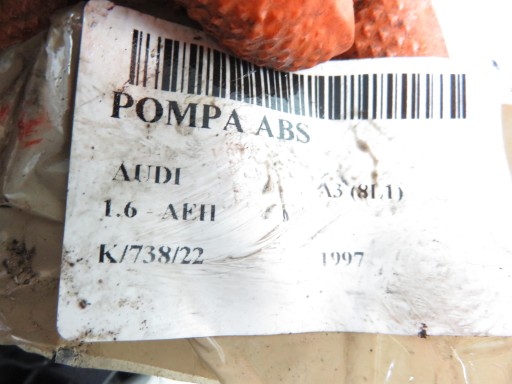 POMPA ABS
AUDI A3 (8L1)
1.6 - AEH
K/738/22 1997